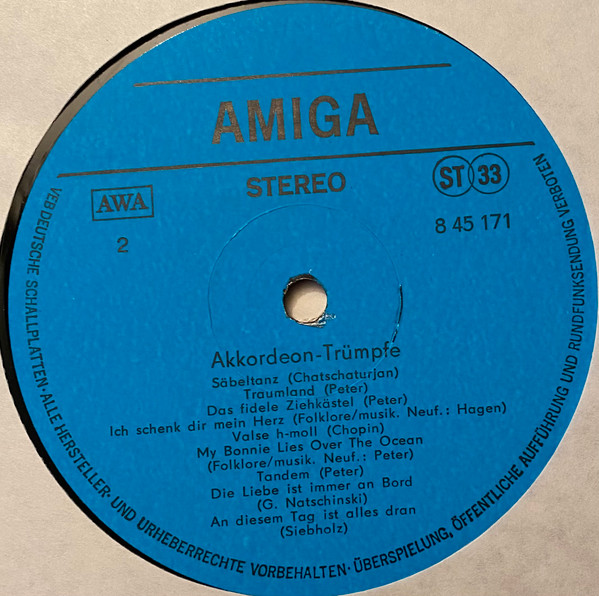 AMIGA
STEREO
AWA
ST 33
2
8 45 171
Akkordeon-Trümpfe
Säbeltanz (Chatschaturjan)
Traumland (Peter)
Das fidele Ziehkästel (Peter)
Ich schenk dir mein Herz (Folklore/musik. Neuf.: Hagen)
Valse h-moll (Chopin)
My Bonnie Lies Over The Ocean
(Folklore/musik. Neuf.: Peter)
Tandem (Peter)
Die Liebe ist immer an Bord
(G. Natschinski)
An diesem Tag ist alles dran
(Siebholz)
VEB DEUTSCHE SCHALLPLATTEN · ALLE HERSTELLER- UND URHEBERRECHTE VORBEHALTEN · ÜBERSPIELUNG, ÖFFENTLICHE AUFFÜHRUNG UND RUNDFUNKSENDUNG VERBOTEN